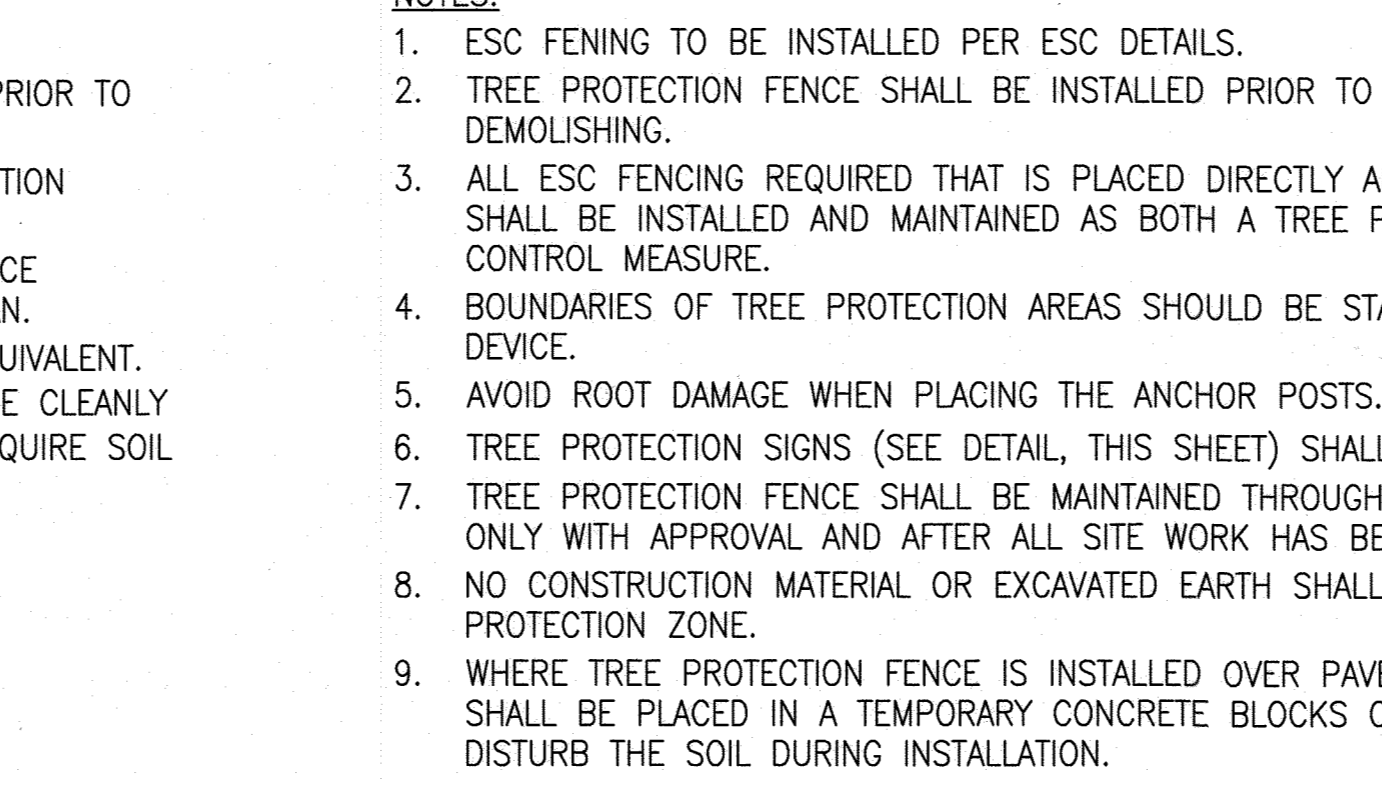 PRIOR TO
TION
CE
N.
UIVALENT.
E CLEANLY
QUIRE SOIL
NOTES:
1. ESC FENING TO BE INSTALLED PER ESC DETAILS.
2. TREE PROTECTION FENCE SHALL BE INSTALLED PRIOR TO
DEMOLISHING.
3. ALL ESC FENCING REQUIRED THAT IS PLACED DIRECTLY A
SHALL BE INSTALLED AND MAINTAINED AS BOTH A TREE P
CONTROL MEASURE.
4. BOUNDARIES OF TREE PROTECTION AREAS SHOULD BE STA
DEVICE.
5. AVOID ROOT DAMAGE WHEN PLACING THE ANCHOR POSTS.
6. TREE PROTECTION SIGNS (SEE DETAIL, THIS SHEET) SHALL
7. TREE PROTECTION FENCE SHALL BE MAINTAINED THROUGH
ONLY WITH APPROVAL AND AFTER ALL SITE WORK HAS BE
8. NO CONSTRUCTION MATERIAL OR EXCAVATED EARTH SHALL
PROTECTION ZONE.
9. WHERE TREE PROTECTION FENCE IS INSTALLED OVER PAVE
SHALL BE PLACED IN A TEMPORARY CONCRETE BLOCKS
DISTURB THE SOIL DURING INSTALLATION.